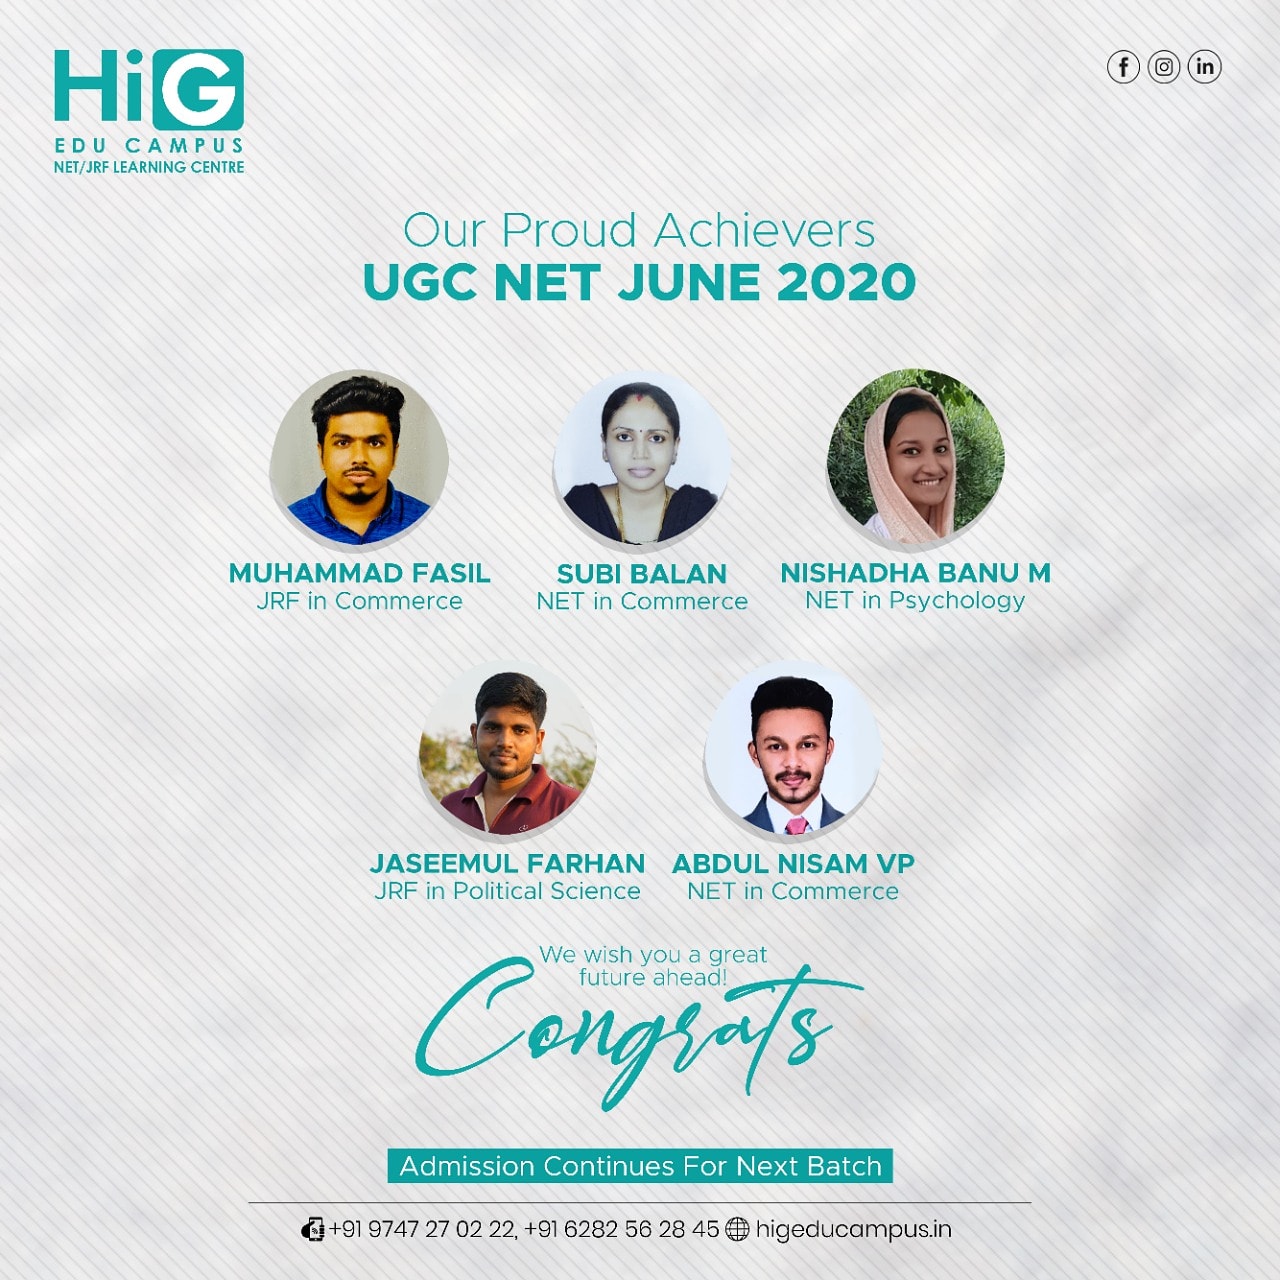 HiG
EDU CAMPUS
NET/JRF LEARNING CENTRE
f in
Our Proud Achievers
UGC NET JUNE 2020
MUHAMMAD FASIL
JRF in Commerce
SUBI BALAN
NET in Commerce
NISHADHA BANU M
NET in Psychology
JASEEMUL FARHAN
JRF in Political Science
ABDUL NISAM VP
NET in Commerce
We wish you a great
future ahead!
Congrats
Admission Continues For Next Batch
+91 9747 27 02 22, +91 6282 56 28 45 higeducampus.in